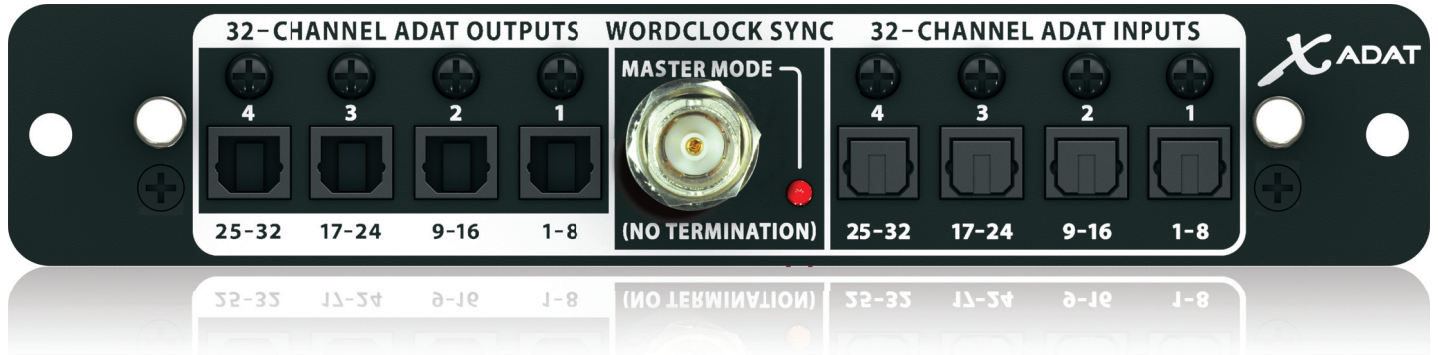 32-CHANNEL ADAT OUTPUTS
4 3 2 1
25-32 17-24 9-16 1-8
WORDCLOCK SYNC
MASTER MODE
(NO TERMINATION)
32-CHANNEL ADAT INPUTS
4 3 2 1
25-32 17-24 9-16 1-8
X ADAT